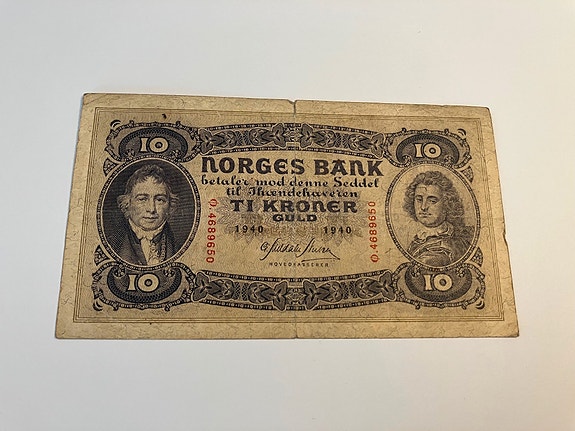 10 10
NORGES BANK
betaler mod denne Seddel
til Ihændehaveren
TI KRONER
GULD
1940 1940
O.4689650 O.4689650
HOVEDKASSERER
10 10